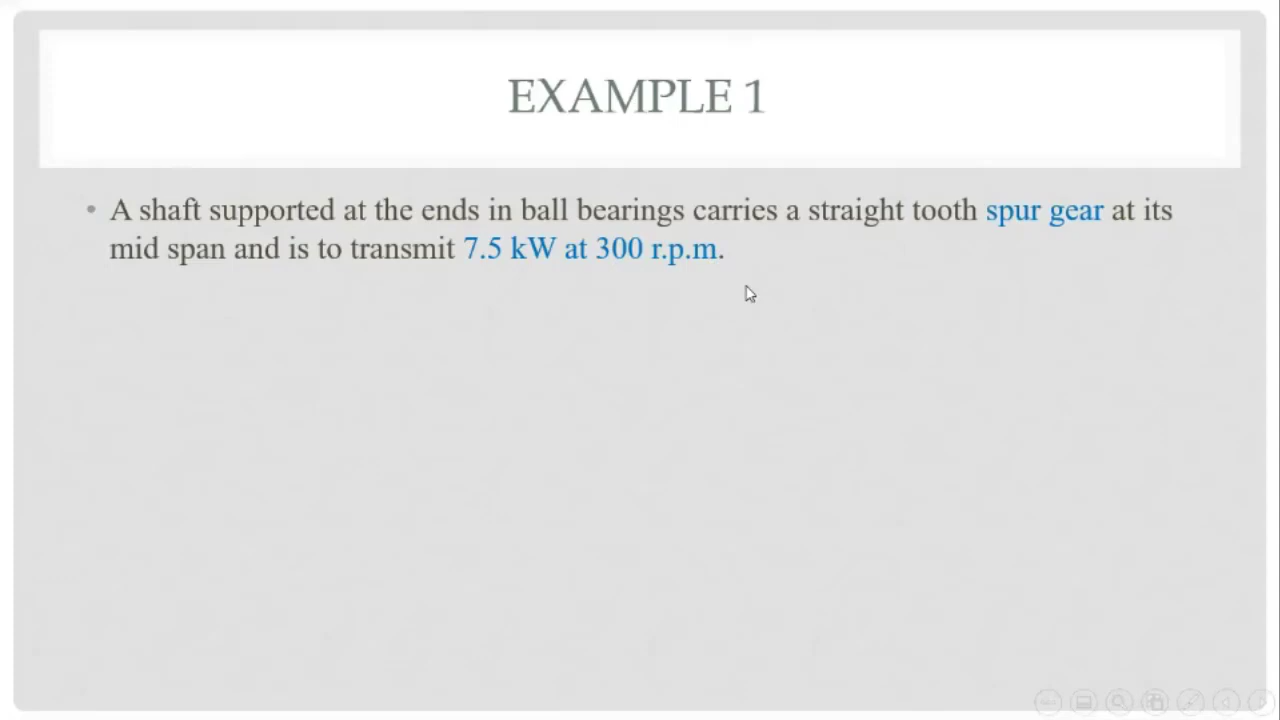 EXAMPLE 1
• A shaft supported at the ends in ball bearings carries a straight tooth spur gear at its
mid span and is to transmit 7.5 kW at 300 r.p.m.